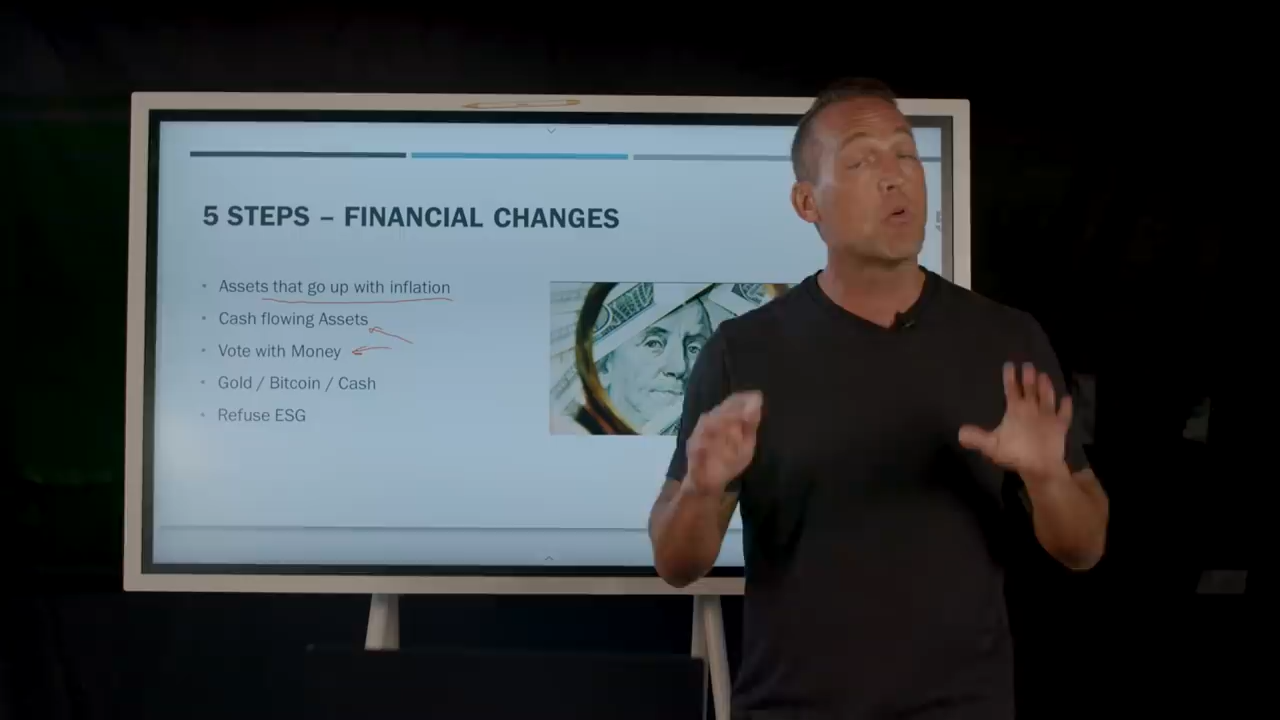 5 STEPS – FINANCIAL CHANGES
• Assets that go up with inflation
• Cash flowing Assets
• Vote with Money
• Gold / Bitcoin / Cash
• Refuse ESG